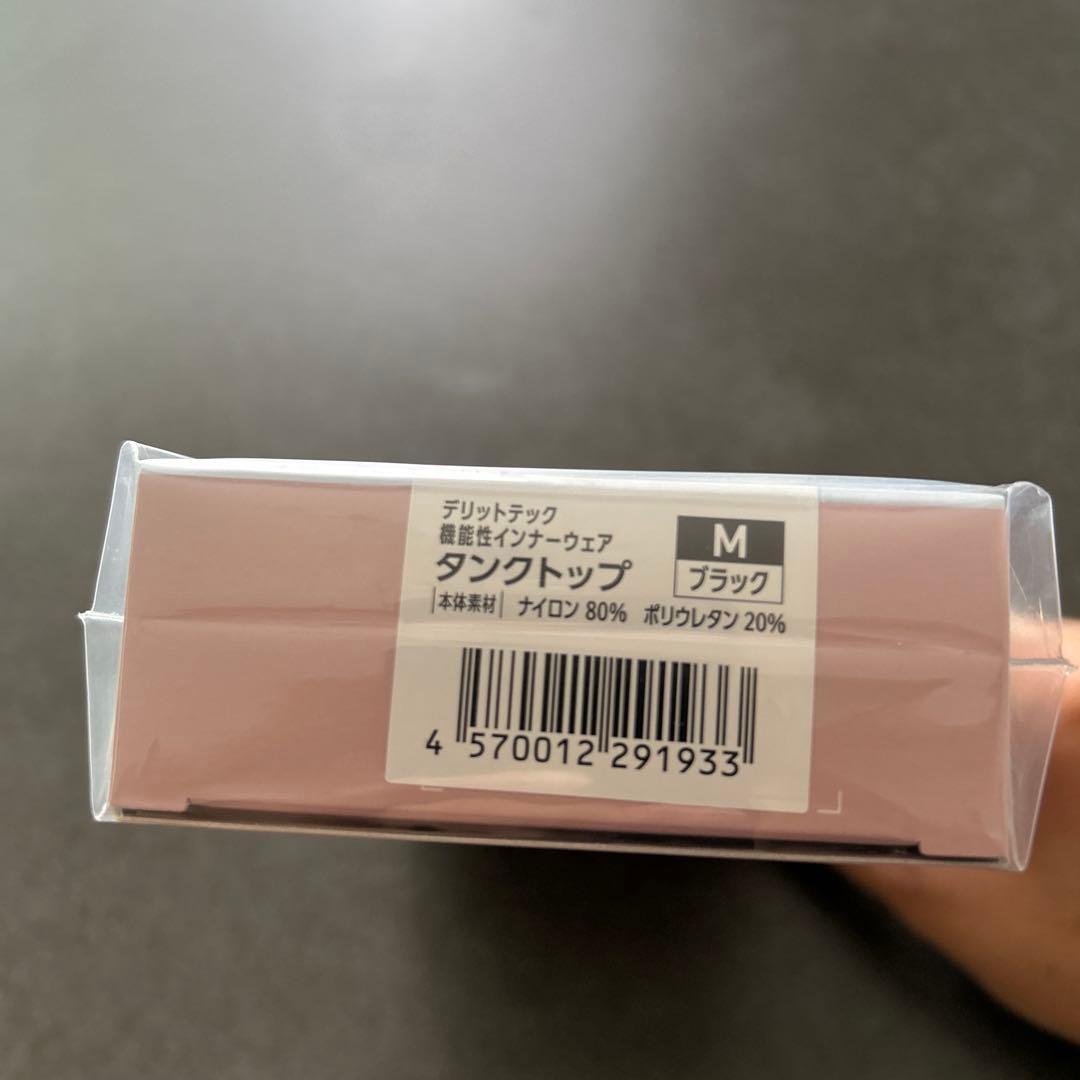 デリットテック
機能性インナーウェア
タンクトップ
M
ブラック
本体素材 ナイロン 80% ポリウレタン 20%
4 570012 291933